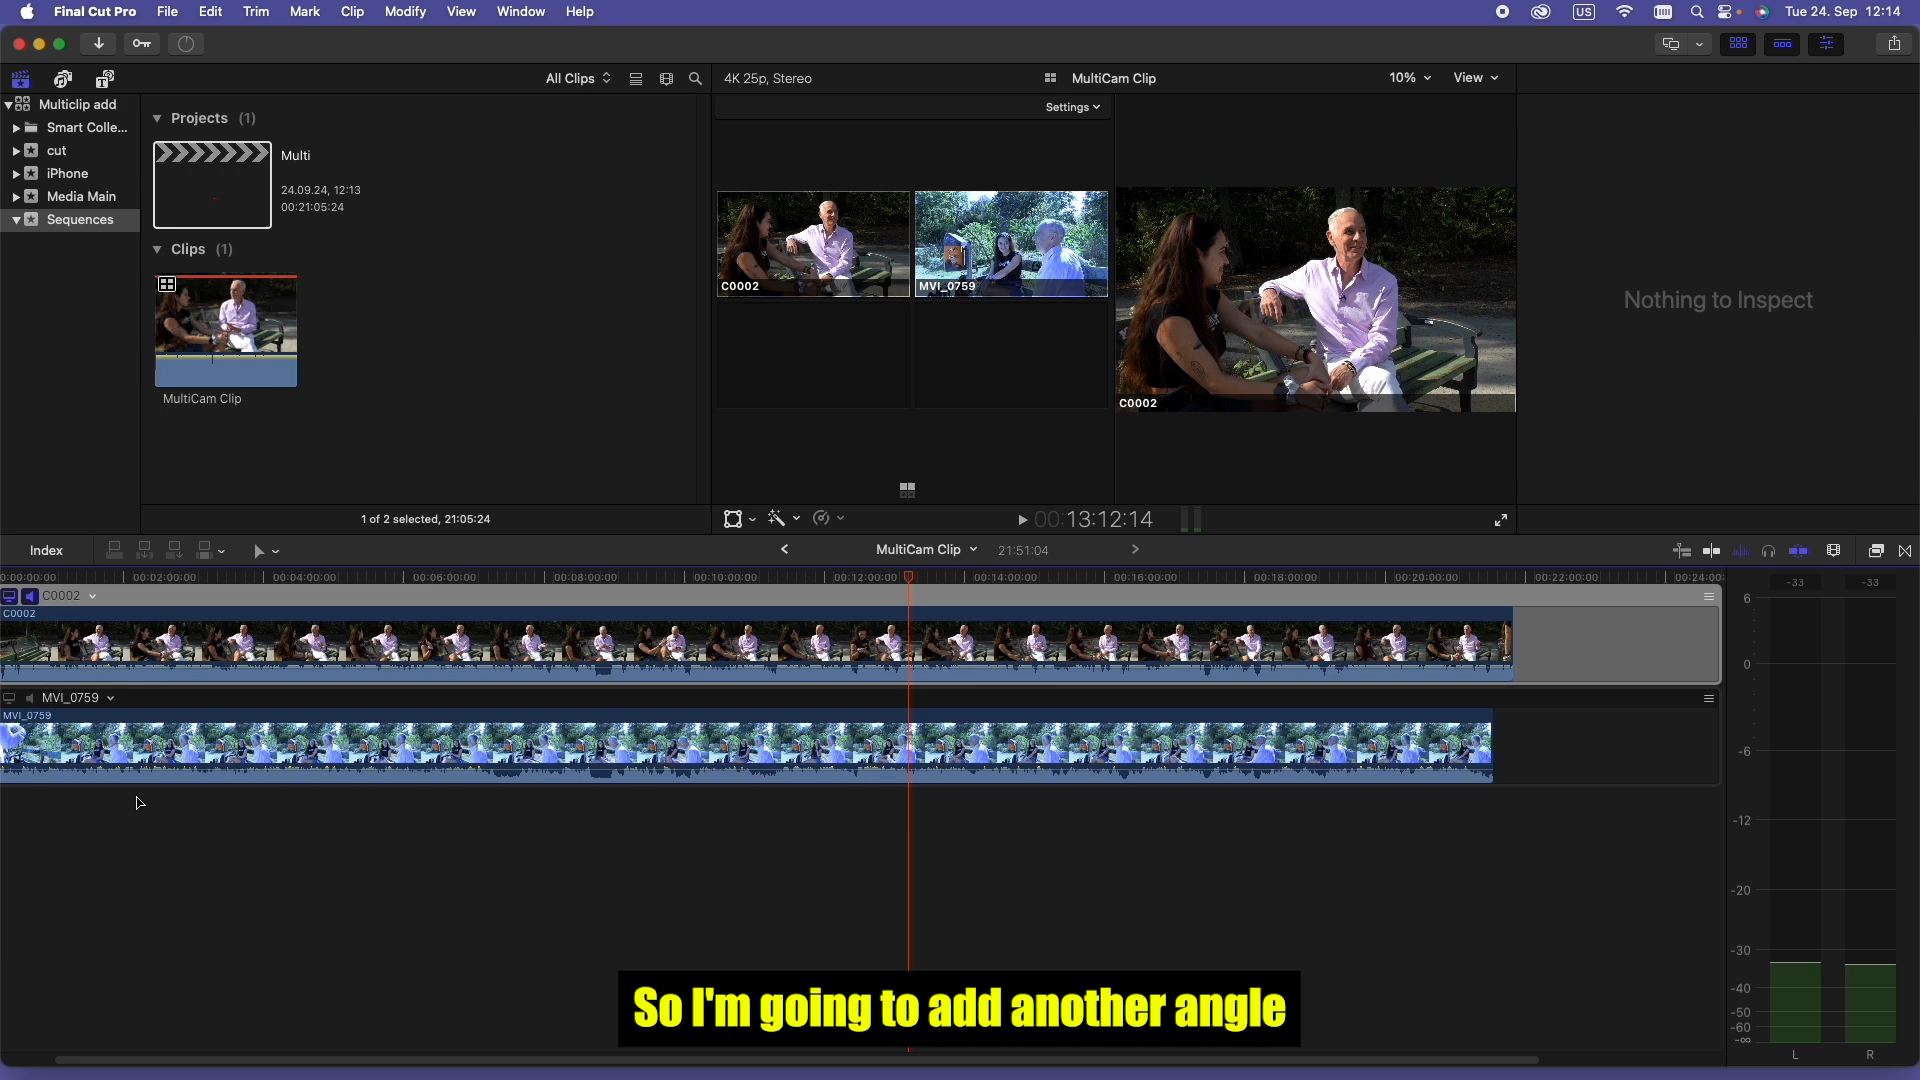 Final Cut Pro File Edit Trim Mark Clip Modify View Window Help US Tue 24. Sep 12:14
All Clips 4K 25p, Stereo MultiCam Clip 10% View
Multiclip add
Smart Colle...
cut
iPhone
Media Main
Sequences
Projects (1)
Multi
24.09.24, 12:13
00:21:05:24
Clips (1)
MultiCam Clip
Settings
C0002
MVI_0759
C0002
Nothing to Inspect
1 of 2 selected, 21:05:24
00:13:12:14
Index MultiCam Clip 21:51:04
0:00:00:00 00:02:00:00 00:04:00:00 00:06:00:00 00:08:00:00 00:10:00:00 00:12:00:00 00:14:00:00 00:16:00:00 00:18:00:00 00:20:00:00 00:22:00:00 00:24:00:
C0002
C0002
MVI_0759
MVI_0759
-33 -33
6
0
-6
-12
-20
-30
-40
-50
-60
-∞
L R
So I'm going to add another angle